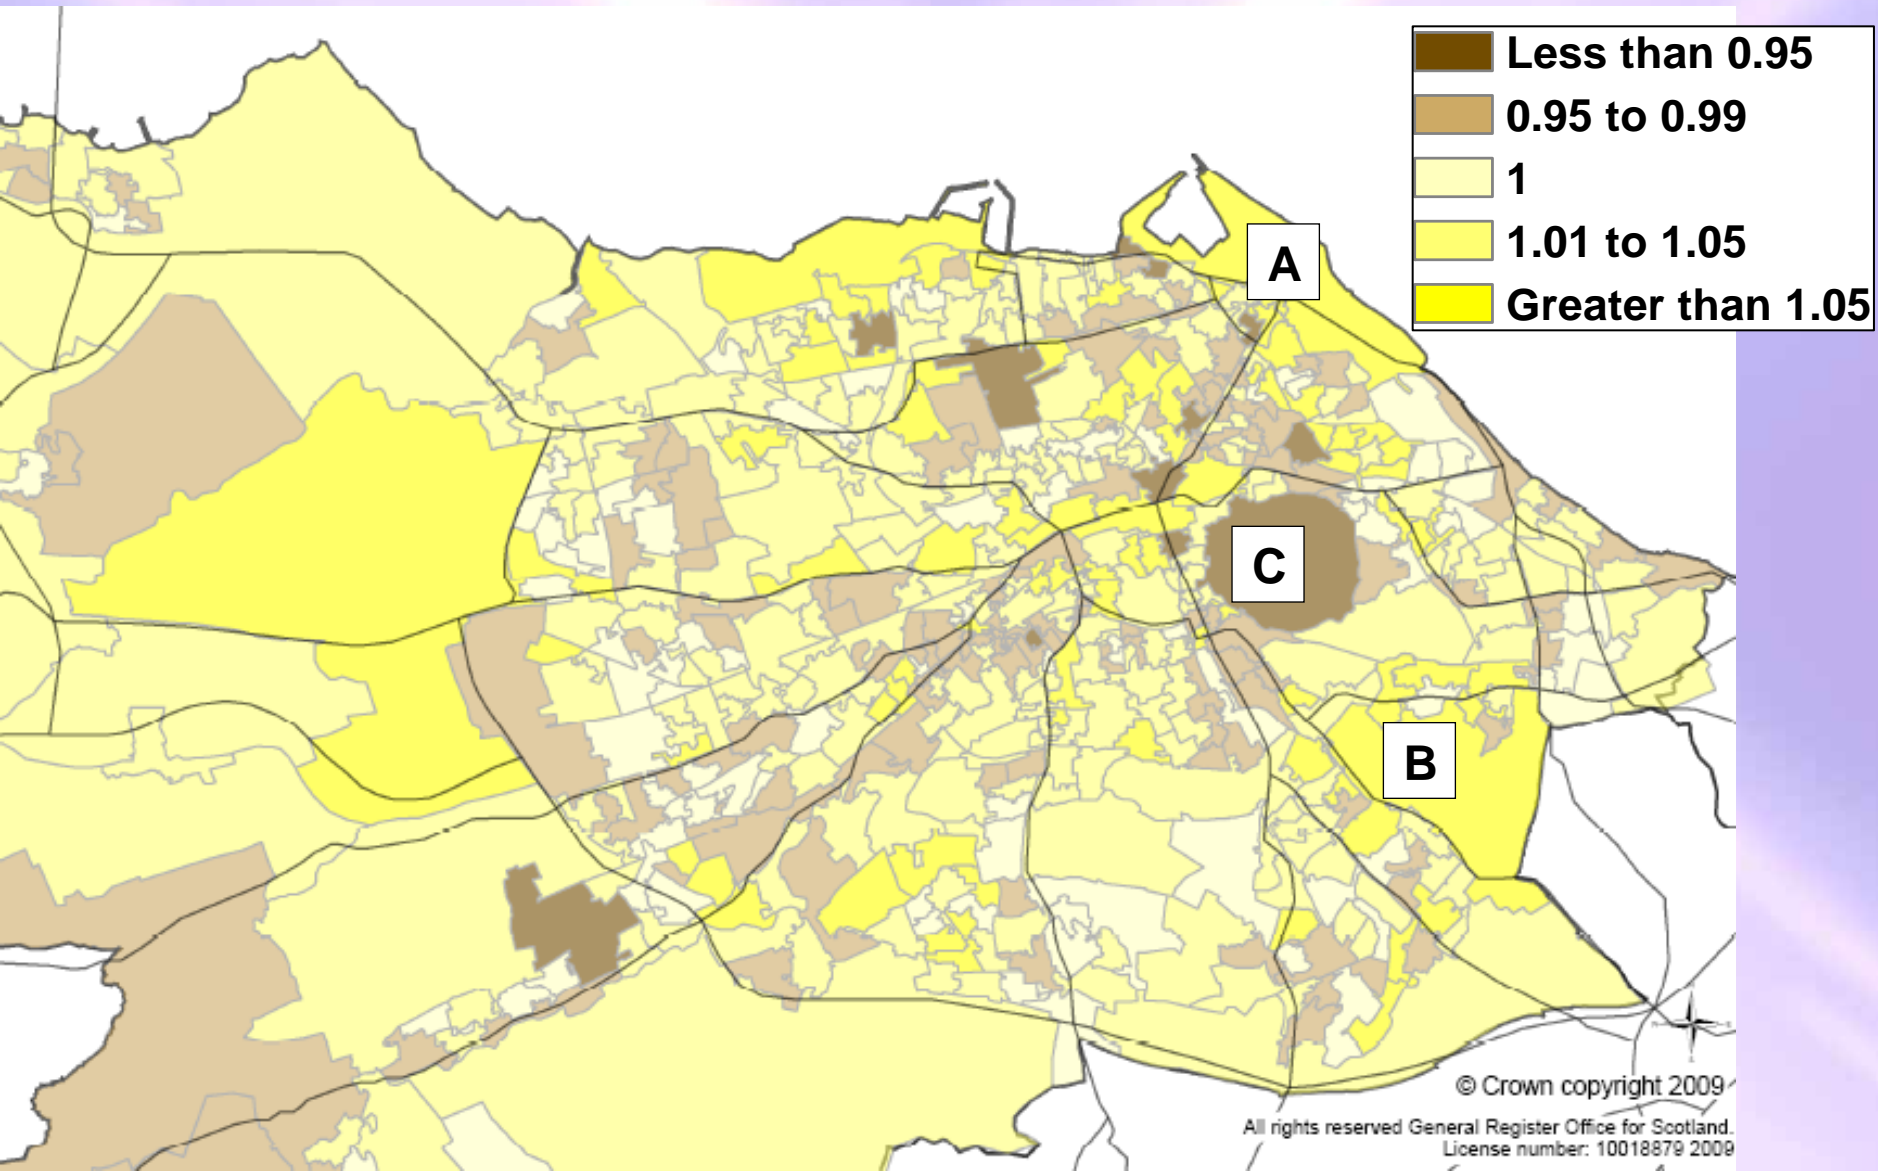 Less than 0.95
0.95 to 0.99
1
1.01 to 1.05
Greater than 1.05
A
C
B
© Crown copyright 2009
All rights reserved General Register Office for Scotland.
License number: 10018879 2009